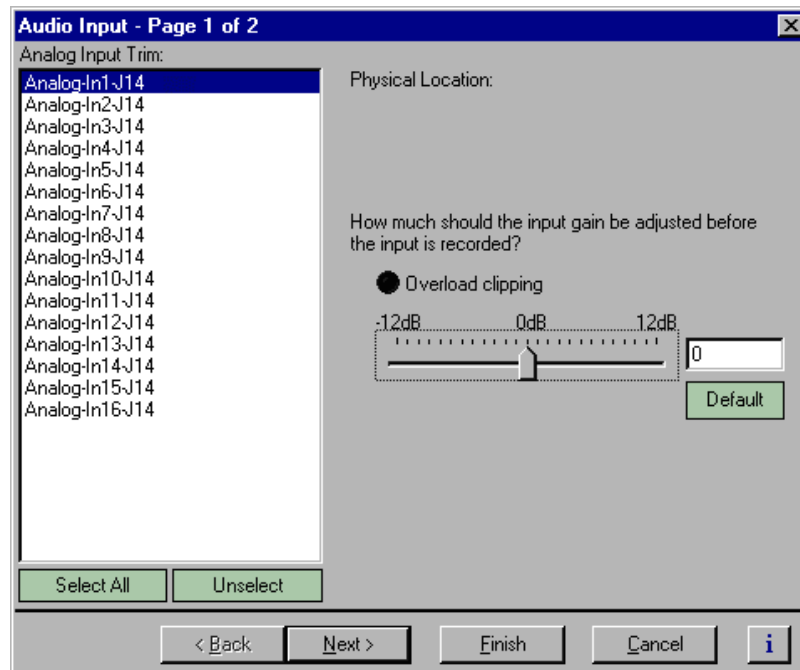 Audio Input - Page 1 of 2
Analog Input Trim:
Analog-In1-J14
Analog-In2-J14
Analog-In3-J14
Analog-In4-J14
Analog-In5-J14
Analog-In6-J14
Analog-In7-J14
Analog-In8-J14
Analog-In9-J14
Analog-In10-J14
Analog-In11-J14
Analog-In12-J14
Analog-In13-J14
Analog-In14-J14
Analog-In15-J14
Analog-In16-J14
Select All
Unselect
Physical Location:
How much should the input gain be adjusted before
the input is recorded?
Overload clipping
-12dB 0dB 12dB
0
Default
< Back
Next >
Finish
Cancel
i